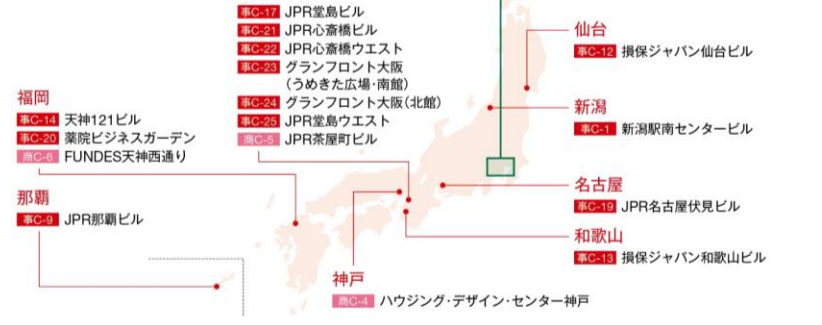 事C-17 JPR堂島ビル
事C-21 JPR心斎橋ビル
事C-22 JPR心斎橋ウエスト
事C-23 グランフロント大阪
（うめきた広場･南館）
事C-24 グランフロント大阪（北館）
事C-25 JPR堂島ウエスト
商C-5 JPR茶屋町ビル
福岡
事C-14 天神121ビル
事C-20 薬院ビジネスガーデン
商C-6 FUNDES天神西通り
那覇
事C-9 JPR那覇ビル
神戸
商C-4 ハウジング･デザイン･センター神戸
仙台
事C-12 損保ジャパン仙台ビル
新潟
事C-1 新潟駅南センタービル
名古屋
事C-19 JPR名古屋伏見ビル
和歌山
事C-13 損保ジャパン和歌山ビル